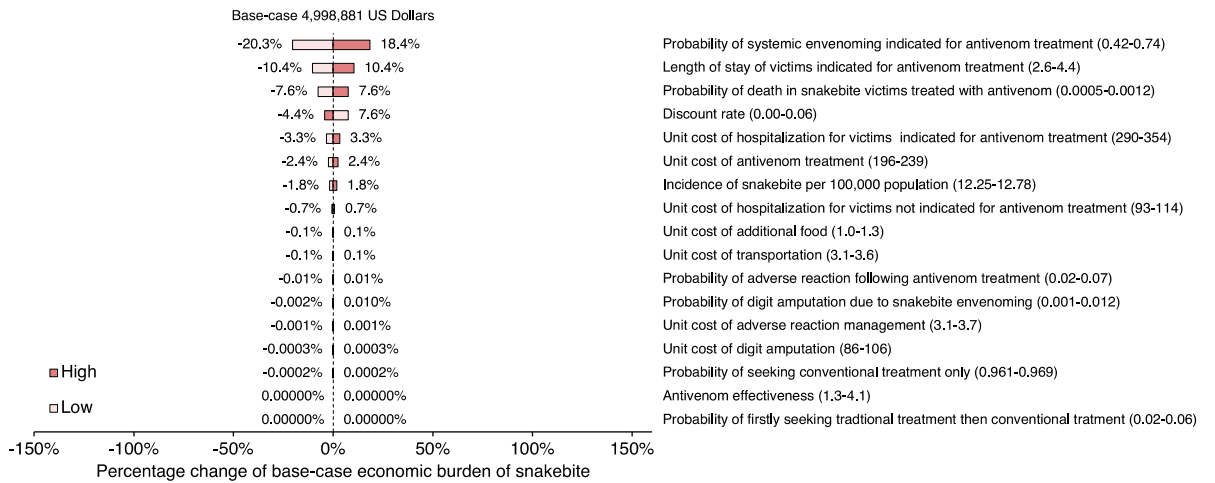 Base-case 4,998,881 US Dollars
-20.3% 18.4% Probability of systemic envenoming indicated for antivenom treatment (0.42-0.74)
-10.4% 10.4% Length of stay of victims indicated for antivenom treatment (2.6-4.4)
-7.6% 7.6% Probability of death in snakebite victims treated with antivenom (0.0005-0.0012)
-4.4% 7.6% Discount rate (0.00-0.06)
-3.3% 3.3% Unit cost of hospitalization for victims indicated for antivenom treatment (290-354)
-2.4% 2.4% Unit cost of antivenom treatment (196-239)
-1.8% 1.8% Incidence of snakebite per 100,000 population (12.25-12.78)
-0.7% 0.7% Unit cost of hospitalization for victims not indicated for antivenom treatment (93-114)
-0.1% 0.1% Unit cost of additional food (1.0-1.3)
-0.1% 0.1% Unit cost of transportation (3.1-3.6)
-0.01% 0.01% Probability of adverse reaction following antivenom treatment (0.02-0.07)
-0.002% 0.010% Probability of digit amputation due to snakebite envenoming (0.001-0.012)
-0.001% 0.001% Unit cost of adverse reaction management (3.1-3.7)
-0.0003% 0.0003% Unit cost of digit amputation (86-106)
High -0.0002% 0.0002% Probability of seeking conventional treatment only (0.961-0.969)
0.00000% 0.00000% Antivenom effectiveness (1.3-4.1)
Low
0.00000% 0.00000% Probability of firstly seeking tradtional treatment then conventional tratment (0.02-0.06)
-150% -100% -50% 0% 50% 100% 150%
Percentage change of base-case economic burden of snakebite